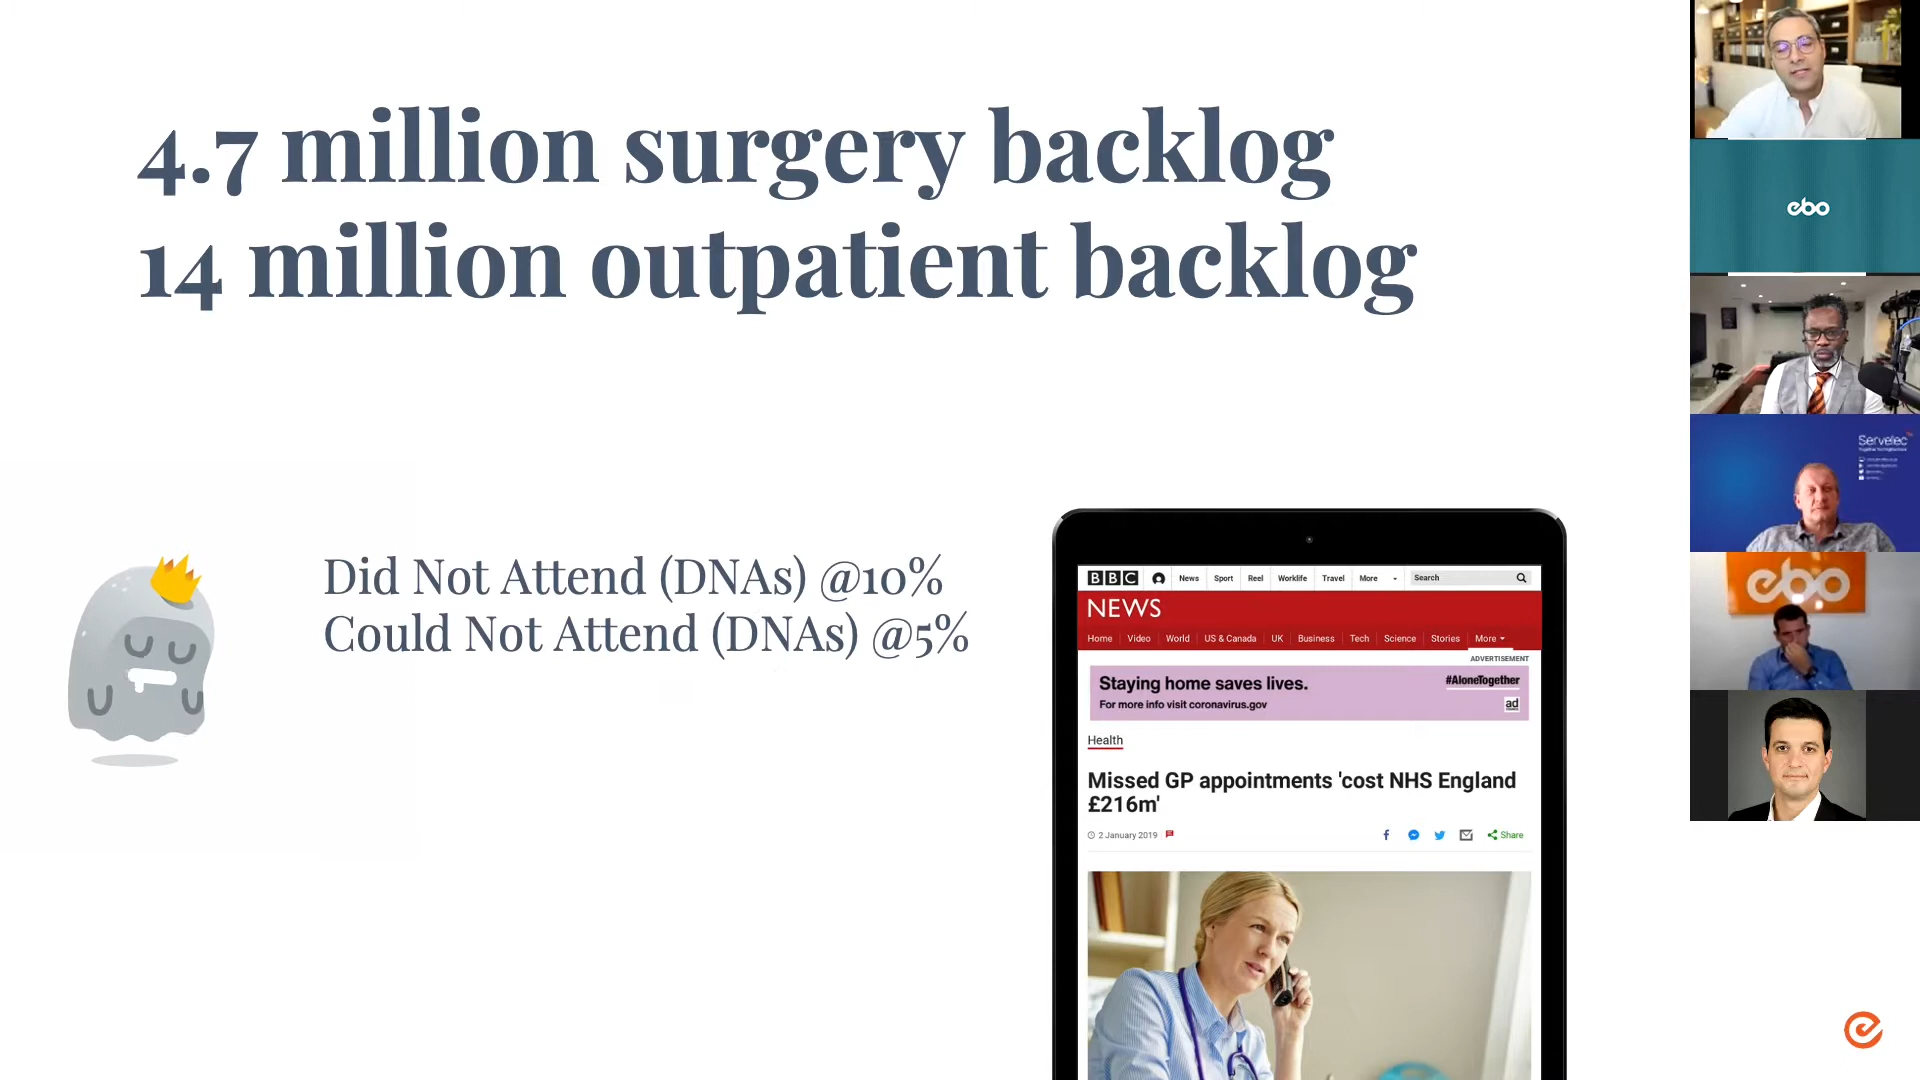 4.7 million surgery backlog
14 million outpatient backlog
Did Not Attend (DNAs) @10%
Could Not Attend (DNAs) @5%
BBC News Sport Reel Worklife Travel More Search
NEWS
Home Video World US & Canada UK Business Tech Science Stories More
ADVERTISEMENT
Staying home saves lives. #AloneTogether
For more info visit coronavirus.gov ad
Health
Missed GP appointments 'cost NHS England
£216m'
2 January 2019 Share
ebo
Servelec
ebo